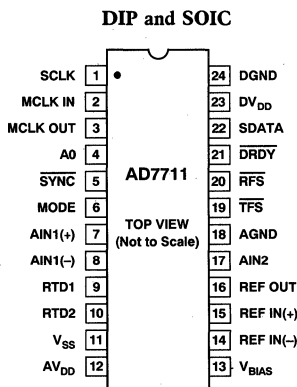 DIP and SOIC
SCLK 1
MCLK IN 2
MCLK OUT 3
A0 4
SYNC 5
MODE 6
AIN1(+) 7
AIN1(–) 8
RTD1 9
RTD2 10
VSS 11
AVDD 12
AD7711
TOP VIEW
(Not to Scale)
24 DGND
23 DVDD
22 SDATA
21 DRDY
20 RFS
19 TFS
18 AGND
17 AIN2
16 REF OUT
15 REF IN(+)
14 REF IN(–)
13 VBIAS